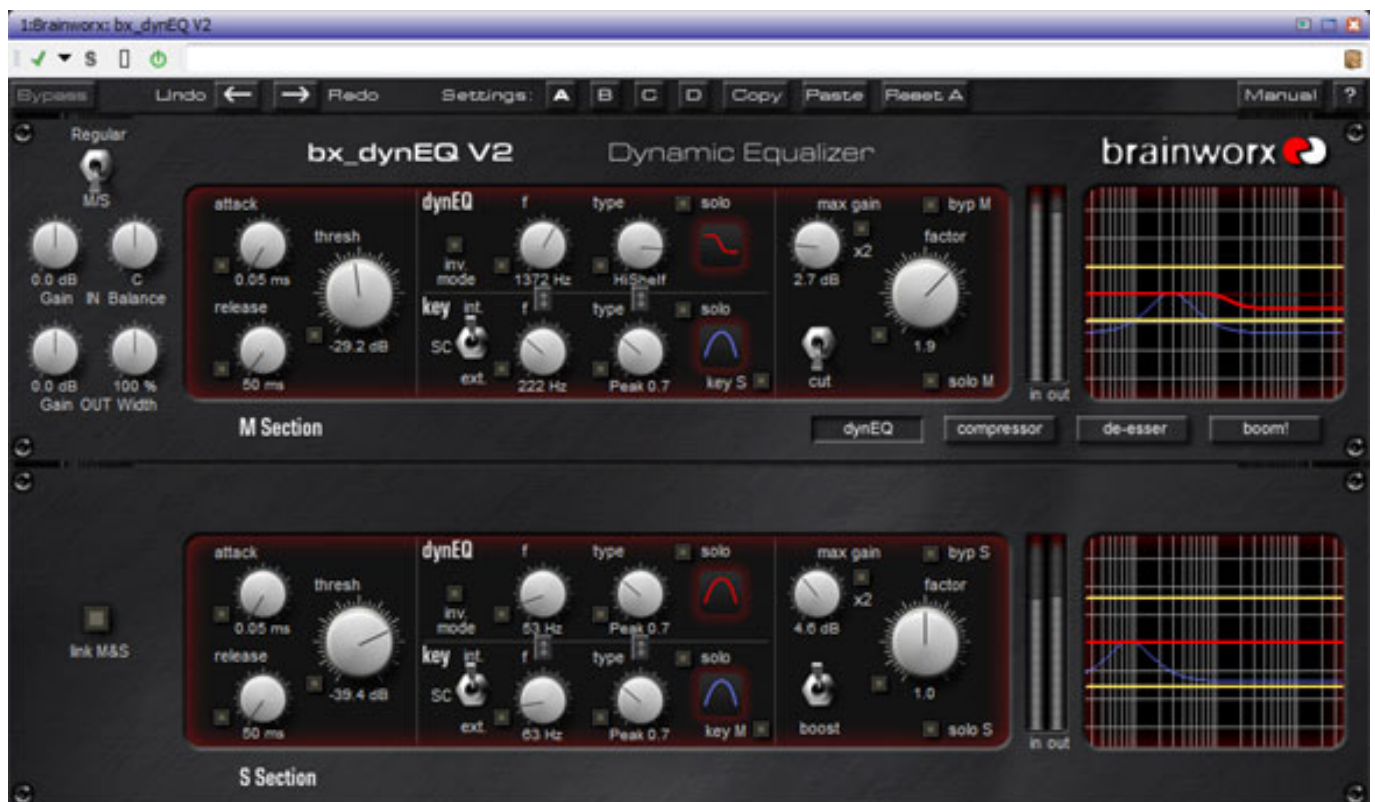 1:Brainworx: bx_dynEQ V2
S
Bypass Undo Redo Settings: A B C D Copy Paste Reset A Manual ?
Regular
M/S
bx_dynEQ V2 Dynamic Equalizer brainworx
0.0 dB C
Gain IN Balance
0.0 dB 100 %
Gain OUT Width
attack thresh
0.05 ms
release
-29.2 dB
50 ms
dynEQ f type solo
inv. mode 1372 Hz HiShelf
key int. f type solo
SC
ext. 222 Hz Peak 0.7 key S
max gain byp M
x2 factor
2.7 dB
1.9
cut solo M
in out
M Section
dynEQ compressor de-esser boom!
link M&S
attack thresh
0.05 ms
release
-39.4 dB
50 ms
dynEQ f type solo
inv. mode 53 Hz Peak 0.7
key int. f type solo
SC
ext. 63 Hz Peak 0.7 key M
max gain byp S
x2 factor
4.6 dB
1.0
boost solo S
in out
S Section